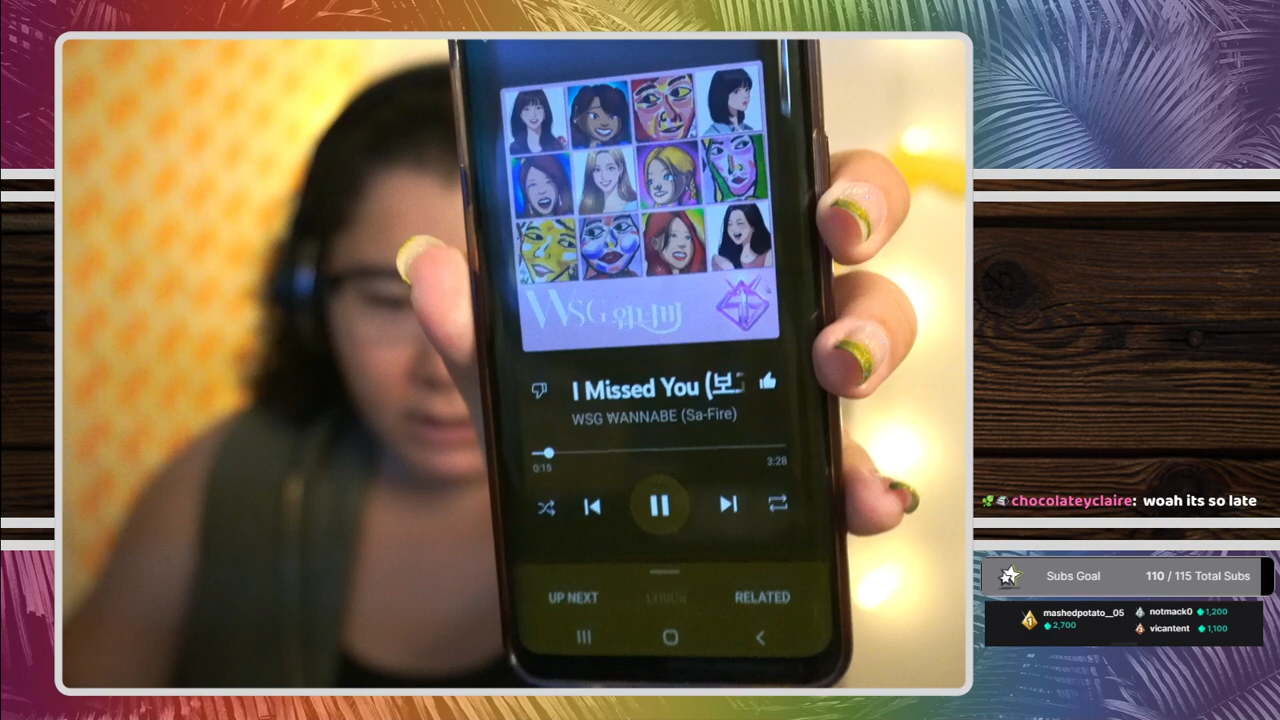 WSG 워너비
I Missed You (보고
WSG WANNABE (Sa-Fire)
0:15
3:28
UP NEXT
LYRICS
RELATED
chocolateyclaire: woah its so late
Subs Goal
110 / 115 Total Subs
1
mashedpotato__05
2,700
notmack0 1,200
vicantent 1,100